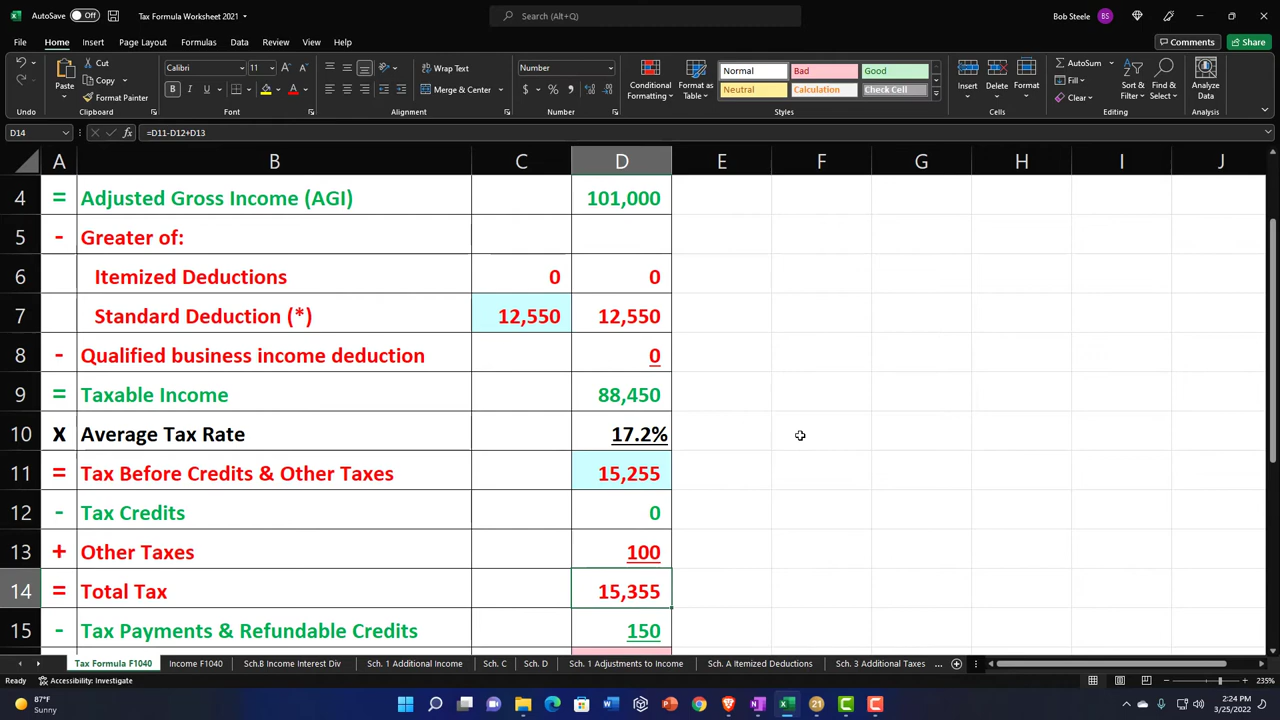 AutoSave Off Tax Formula Worksheet 2021 Search (Alt+Q) Bob Steele BS
File Home Insert Page Layout Formulas Data Review View Help Comments Share
Cut Calibri 11 Wrap Text Number Normal Bad Good AutoSum
Copy Fill
Paste Format Painter Merge & Center Conditional Formatting Format as Table Neutral Calculation Check Cell Insert Delete Format Clear Sort & Filter Find & Select Analyze Data
Undo Clipboard Font Alignment Number Styles Cells Editing Analysis
D14 fx =D11-D12+D13
A B C D E F G H I J
4 = Adjusted Gross Income (AGI) 101,000
5 - Greater of:
6 Itemized Deductions 0 0
7 Standard Deduction (*) 12,550 12,550
8 - Qualified business income deduction 0
9 = Taxable Income 88,450
10 X Average Tax Rate 17.2%
11 = Tax Before Credits & Other Taxes 15,255
12 - Tax Credits 0
13 + Other Taxes 100
14 = Total Tax 15,355
15 - Tax Payments & Refundable Credits 150
Tax Formula F1040 Income F1040 Sch.B Income Interest Div Sch. 1 Additional Income Sch. C Sch. D Sch. 1 Adjustments to Income Sch. A Itemized Deductions Sch. 3 Additional Taxes ...
Ready Accessibility: Investigate 235%
87°F 2:24 PM
Sunny 3/25/2022